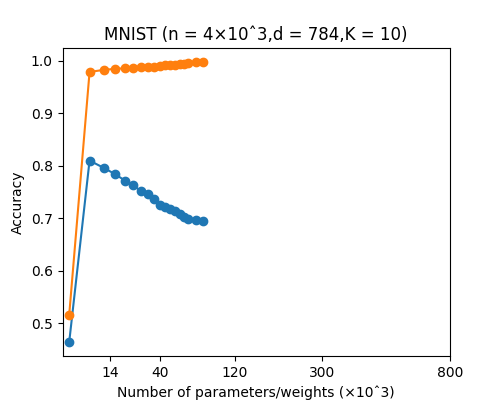 MNIST (n = 4×10ˆ3,d = 784,K = 10)
1.0
0.9
0.8
0.7
0.6
0.5
Accuracy
14 40 120 300 800
Number of parameters/weights (×10ˆ3)